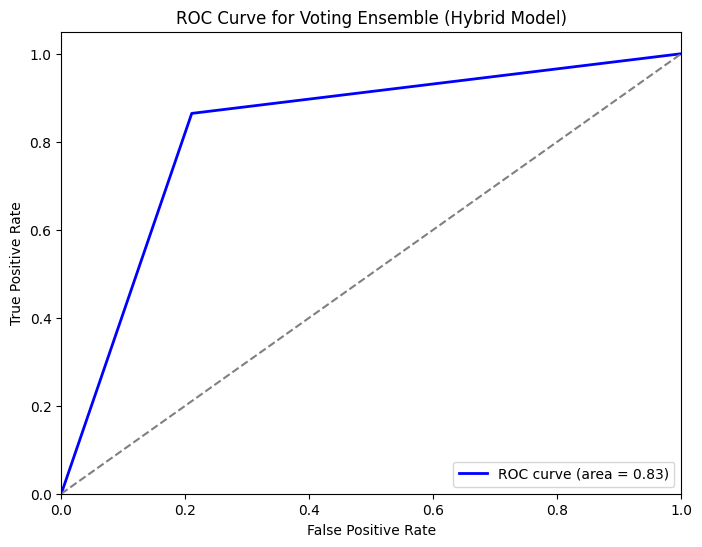 ROC Curve for Voting Ensemble (Hybrid Model)
1.0
0.8
0.6
0.4
0.2
0.0
True Positive Rate
ROC curve (area = 0.83)
0.0 0.2 0.4 0.6 0.8 1.0
False Positive Rate